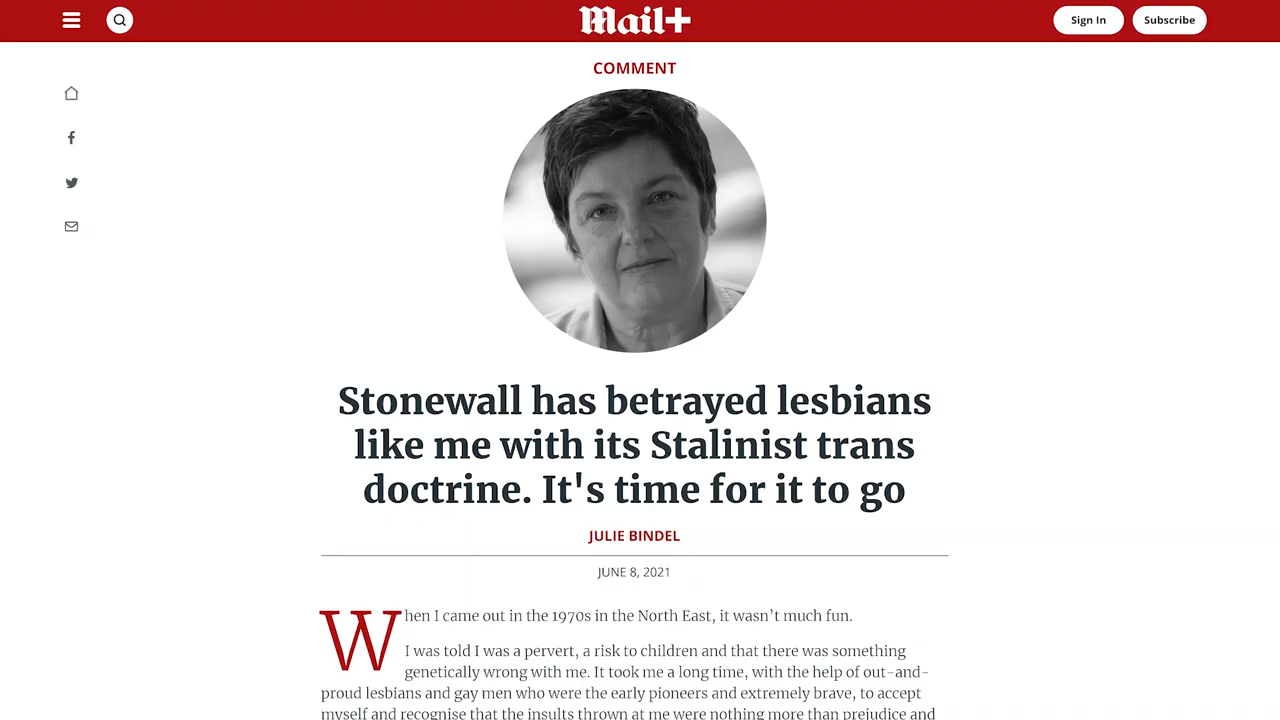 Mail+
Sign In
Subscribe
COMMENT
Stonewall has betrayed lesbians
like me with its Stalinist trans
doctrine. It's time for it to go
JULIE BINDEL
JUNE 8, 2021
When I came out in the 1970s in the North East, it wasn’t much fun.
I was told I was a pervert, a risk to children and that there was something
genetically wrong with me. It took me a long time, with the help of out-and-
proud lesbians and gay men who were the early pioneers and extremely brave, to accept
myself and recognise that the insults thrown at me were nothing more than prejudice and